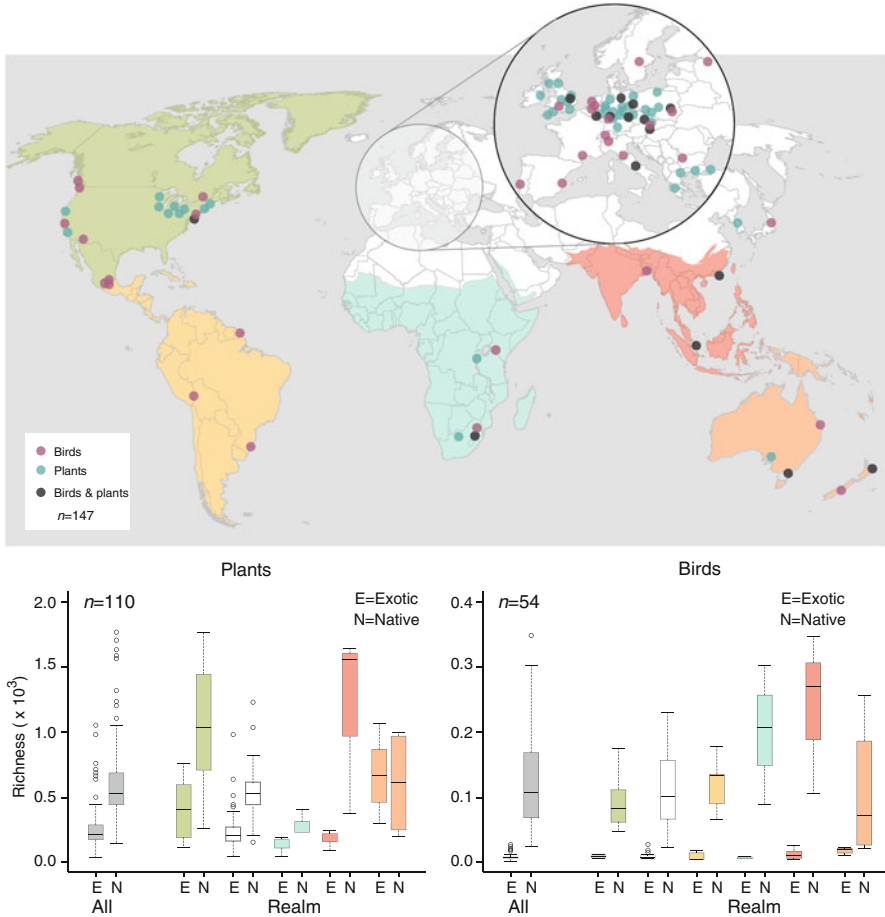 Birds
Plants
Birds & plants
n=147
Plants
Birds
n=110
E=Exotic
N=Native
n=54
E=Exotic
N=Native
Richness ( x 10³)
2.0
1.5
1.0
0.5
0.0
0.4
0.3
0.2
0.1
0.0
E N E N E N E N E N E N
All Realm
E N E N E N E N E N E N E N
All Realm